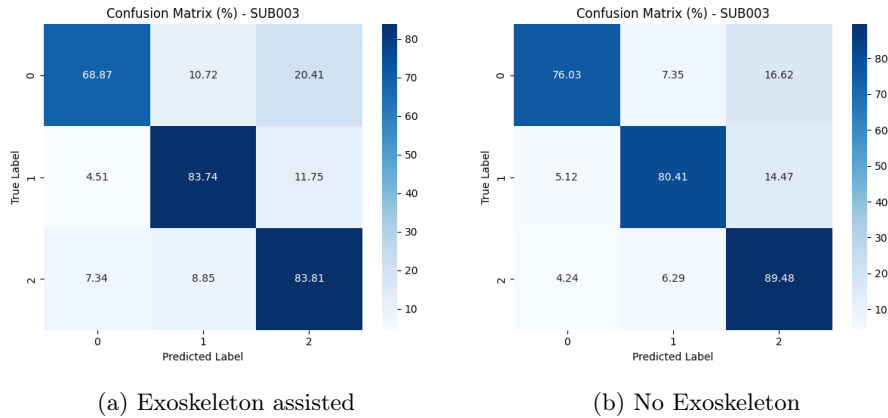 Confusion Matrix (%) - SUB003
0 68.87 10.72 20.41
1 4.51 83.74 11.75
2 7.34 8.85 83.81
0 1 2
Predicted Label
True Label
80
70
60
50
40
30
20
10
(a) Exoskeleton assisted
Confusion Matrix (%) - SUB003
0 76.03 7.35 16.62
1 5.12 80.41 14.47
2 4.24 6.29 89.48
0 1 2
Predicted Label
True Label
80
70
60
50
40
30
20
10
(b) No Exoskeleton